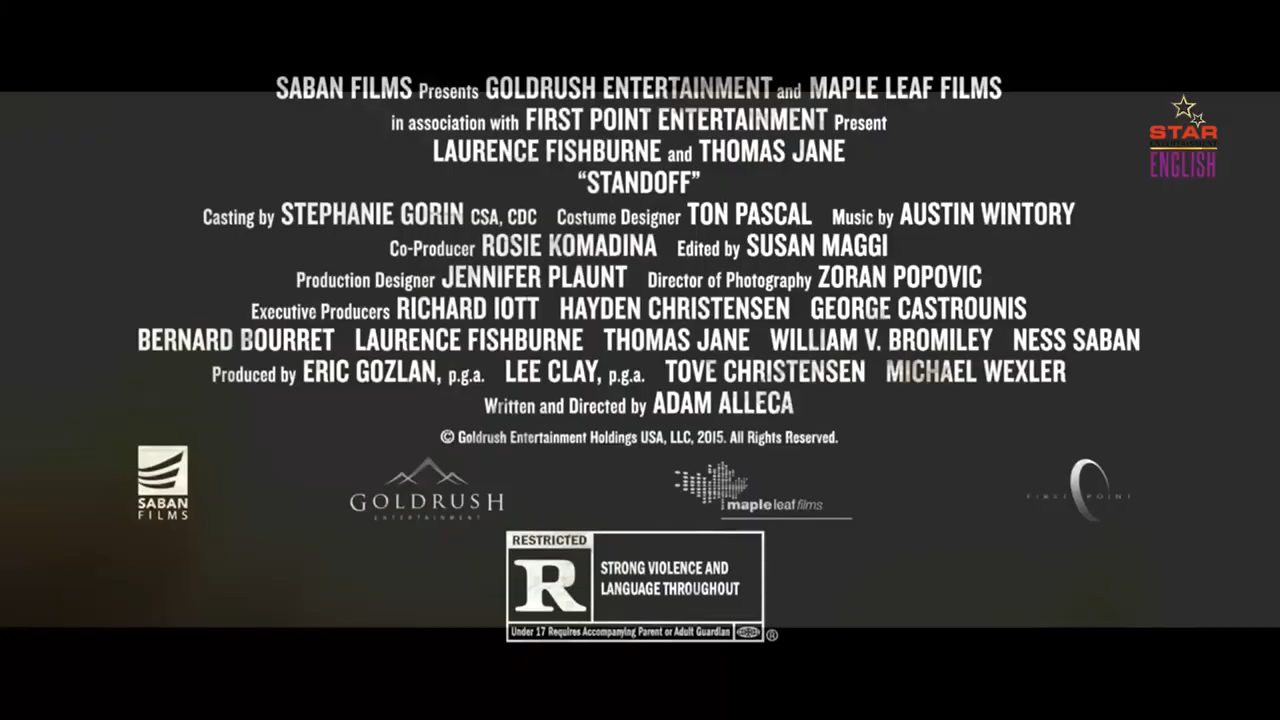 SABAN FILMS Presents GOLDRUSH ENTERTAINMENT and MAPLE LEAF FILMS
in association with FIRST POINT ENTERTAINMENT Present
LAURENCE FISHBURNE and THOMAS JANE
“STANDOFF”
Casting by STEPHANIE GORIN CSA, CDC Costume Designer TON PASCAL Music by AUSTIN WINTORY
Co-Producer ROSIE KOMADINA Edited by SUSAN MAGGI
Production Designer JENNIFER PLAUNT Director of Photography ZORAN POPOVIC
Executive Producers RICHARD IOTT HAYDEN CHRISTENSEN GEORGE CASTROUNIS
BERNARD BOURRET LAURENCE FISHBURNE THOMAS JANE WILLIAM V. BROMILEY NESS SABAN
Produced by ERIC GOZLAN, p.g.a. LEE CLAY, p.g.a. TOVE CHRISTENSEN MICHAEL WEXLER
Written and Directed by ADAM ALLECA
© Goldrush Entertainment Holdings USA, LLC, 2015. All Rights Reserved.
STAR
ENTERTAINMENT
ENGLISH
SABAN
FILMS
GOLDRUSH
ENTERTAINMENT
mapleleaffilms
FIRST POINT
RESTRICTED
R
STRONG VIOLENCE AND
LANGUAGE THROUGHOUT
Under 17 Requires Accompanying Parent or Adult Guardian ®